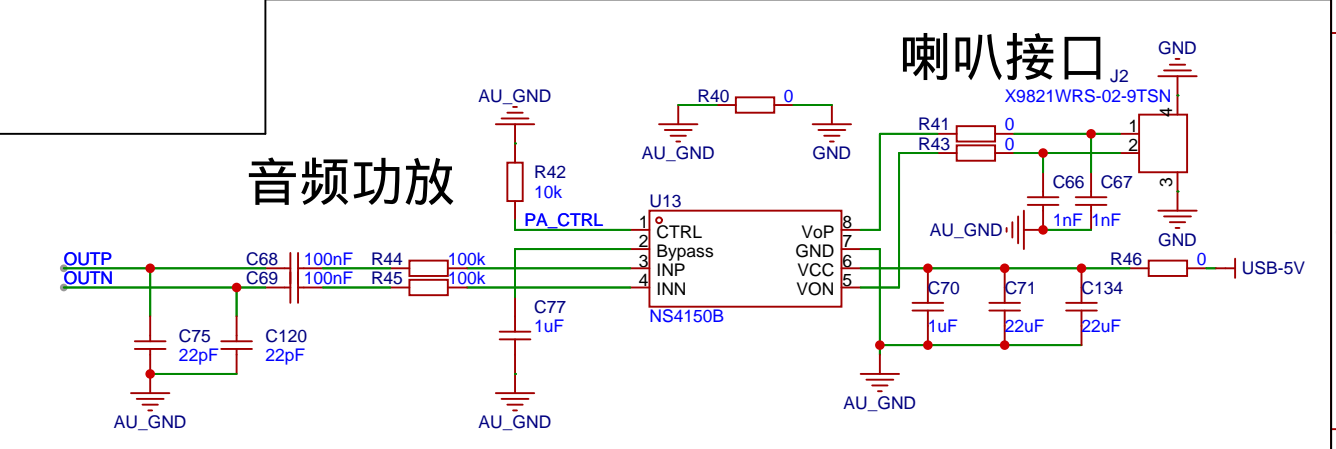 喇叭接口
GND
J2
X9821WRS-02-9TSN
AU_GND
R40 0
R41 0
R43 0
1
2
4
3
AU_GND
GND
音频功放
R42
10k
PA_CTRL
U13
C66
1nF
C67
1nF
AU_GND
GND
1 CTRL
2 Bypass
3 INP
4 INN
VoP 8
GND 7
VCC 6
VON 5
NS4150B
OUTP
OUTN
C68 100nF
C69 100nF
R44 100k
R45 100k
R46 0
USB-5V
C70
1uF
C71
22uF
C134
22uF
C77
1uF
C75
22pF
C120
22pF
AU_GND
AU_GND
AU_GND